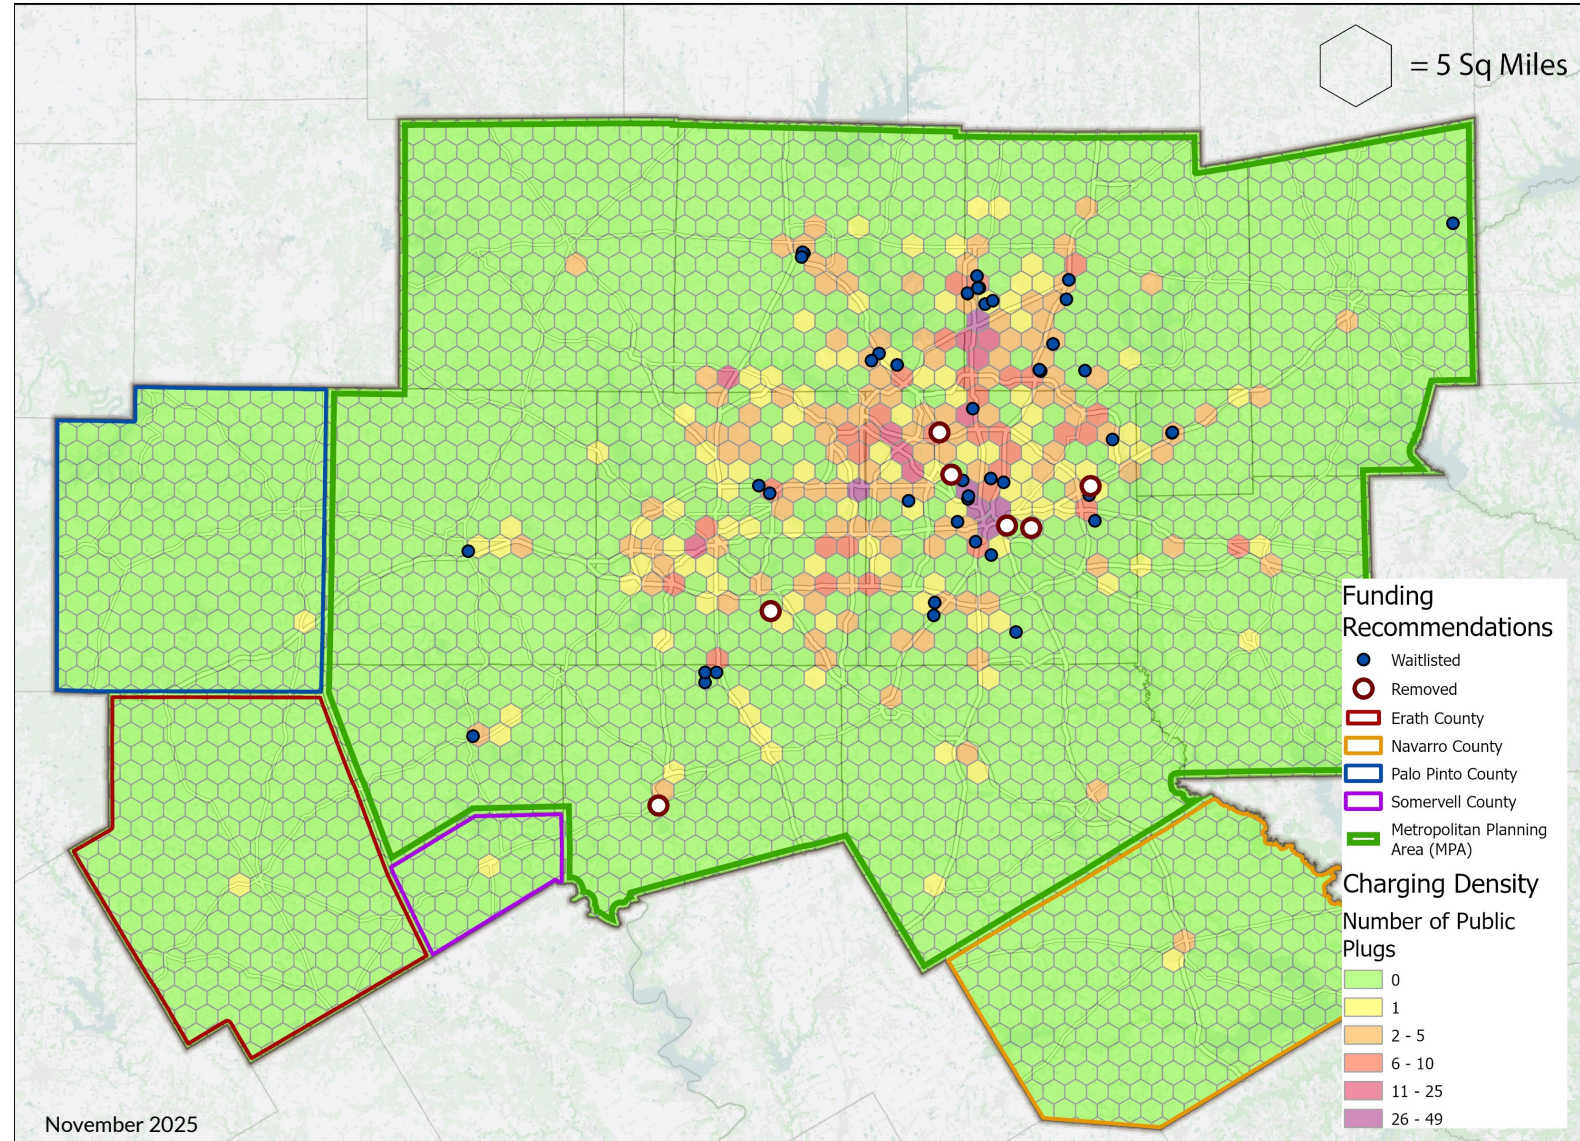 = 5 Sq Miles
Funding
Recommendations
Waitlisted
Removed
Erath County
Navarro County
Palo Pinto County
Somervell County
Metropolitan Planning
Area (MPA)
Charging Density
Number of Public
Plugs
0
1
2 - 5
6 - 10
11 - 25
26 - 49
November 2025